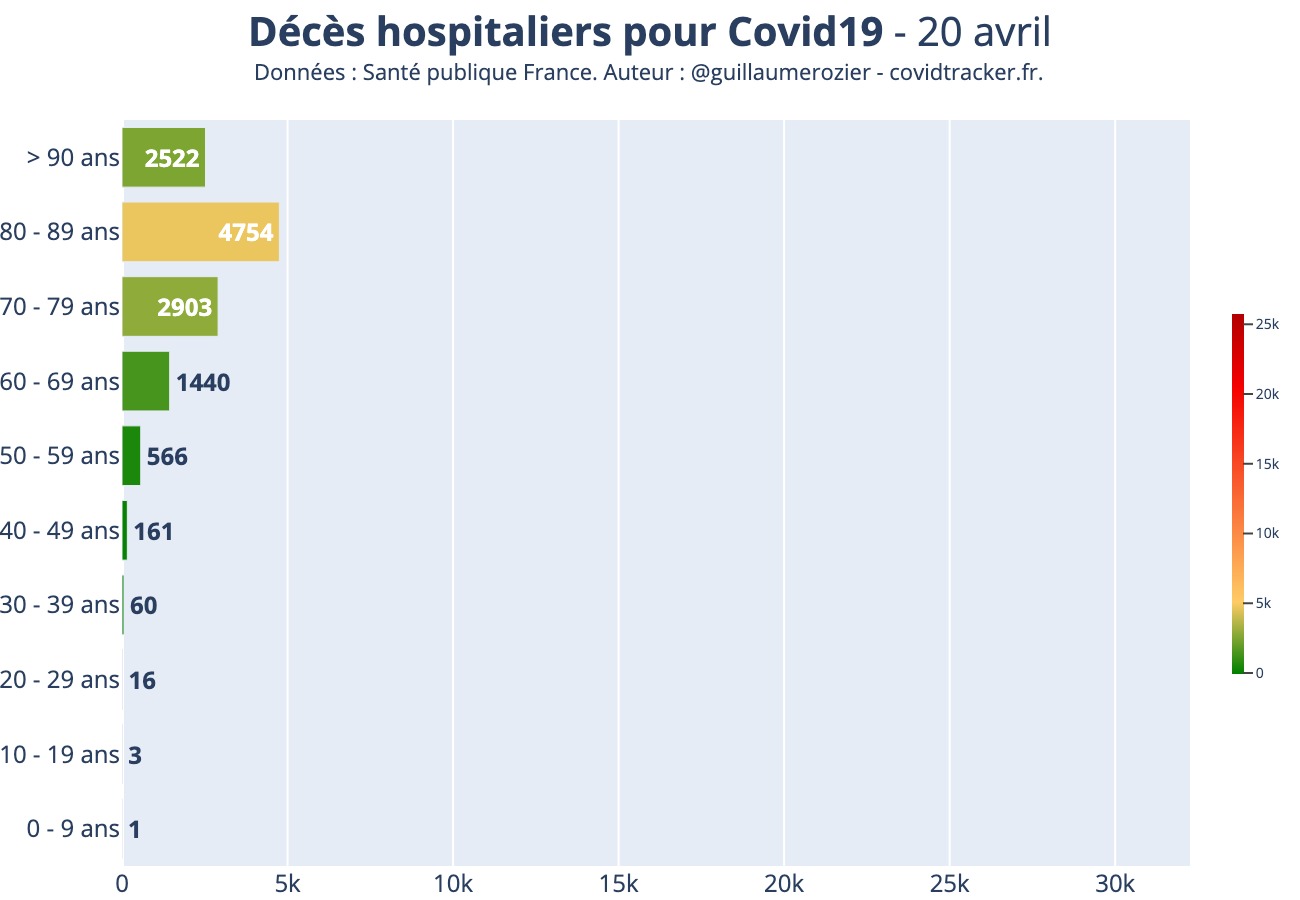 Décès hospitaliers pour Covid19 - 20 avril
Données : Santé publique France. Auteur : @guillaumerozier - covidtracker.fr.
> 90 ans 2522
80 - 89 ans 4754
70 - 79 ans 2903
60 - 69 ans 1440
50 - 59 ans 566
40 - 49 ans 161
30 - 39 ans 60
20 - 29 ans 16
10 - 19 ans 3
0 - 9 ans 1
0 5k 10k 15k 20k 25k 30k
25k
20k
15k
10k
5k
0